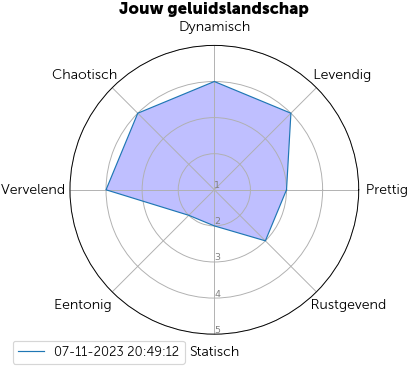 Jouw geluidslandschap
Dynamisch
Chaotisch
Levendig
Vervelend
1
Prettig
2
3
4
Eentonig
Rustgevend
5
07-11-2023 20:49:12
Statisch